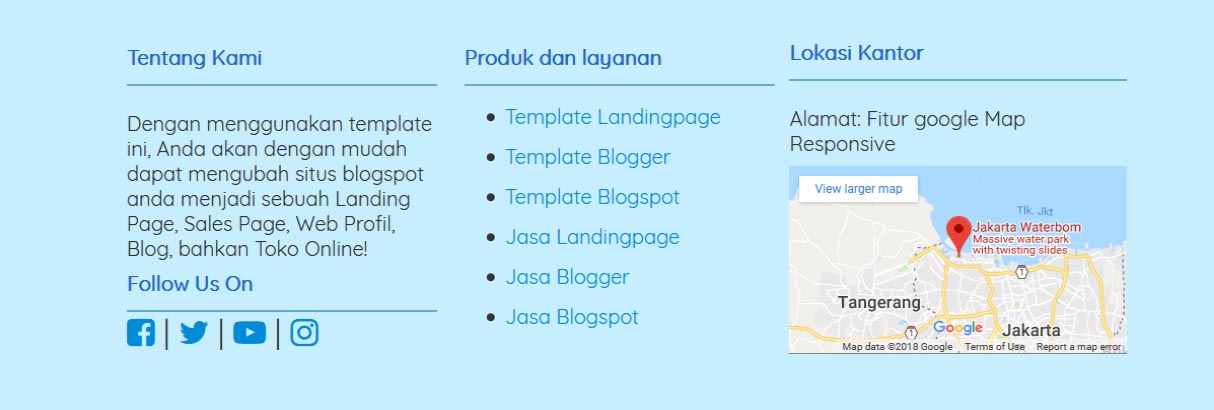 Tentang Kami
Dengan menggunakan template
ini, Anda akan dengan mudah
dapat mengubah situs blogspot
anda menjadi sebuah Landing
Page, Sales Page, Web Profil,
Blog, bahkan Toko Online!
Follow Us On
Produk dan layanan
Template Landingpage
Template Blogger
Template Blogspot
Jasa Landingpage
Jasa Blogger
Jasa Blogspot
Lokasi Kantor
Alamat: Fitur google Map
Responsive
View larger map
Tlk. Jkt
Jakarta Waterbom
Massive water park
with twisting slides
1
Tangerang
1
Google
Jakarta
Map data ©2018 Google Terms of Use Report a map error